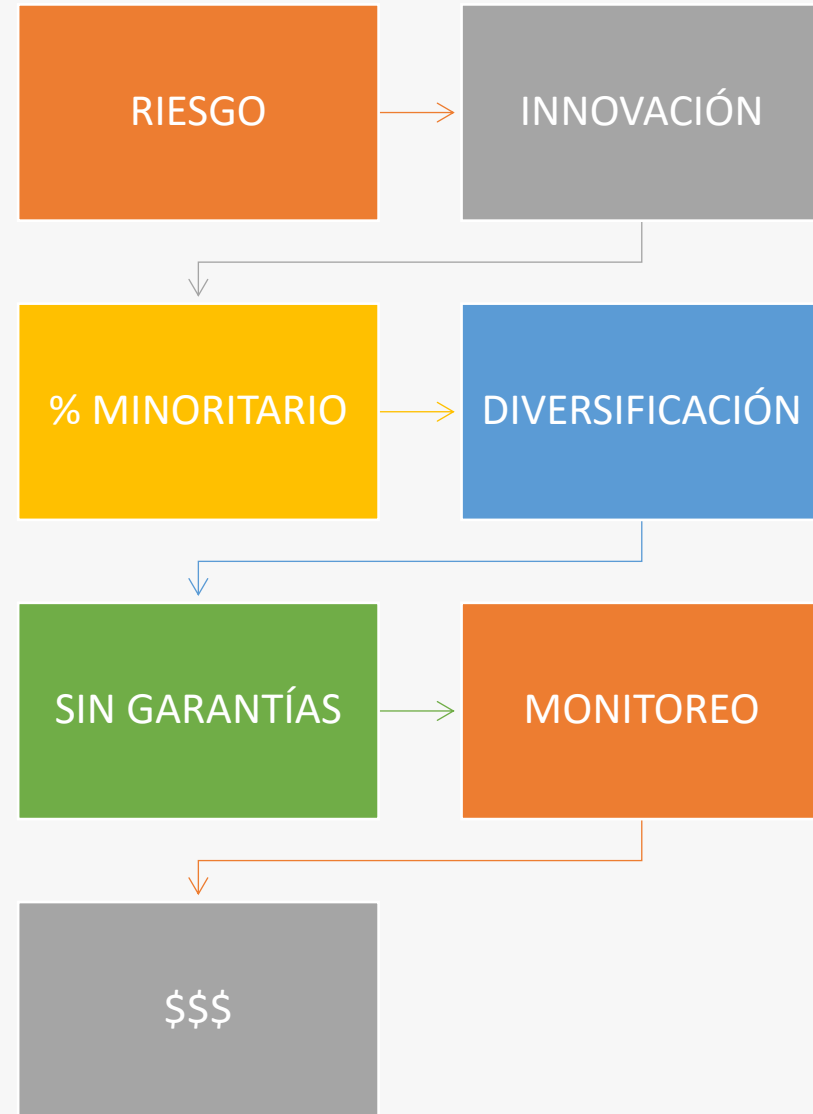 RIESGO
INNOVACIÓN
% MINORITARIO
DIVERSIFICACIÓN
SIN GARANTÍAS
MONITOREO
$$$